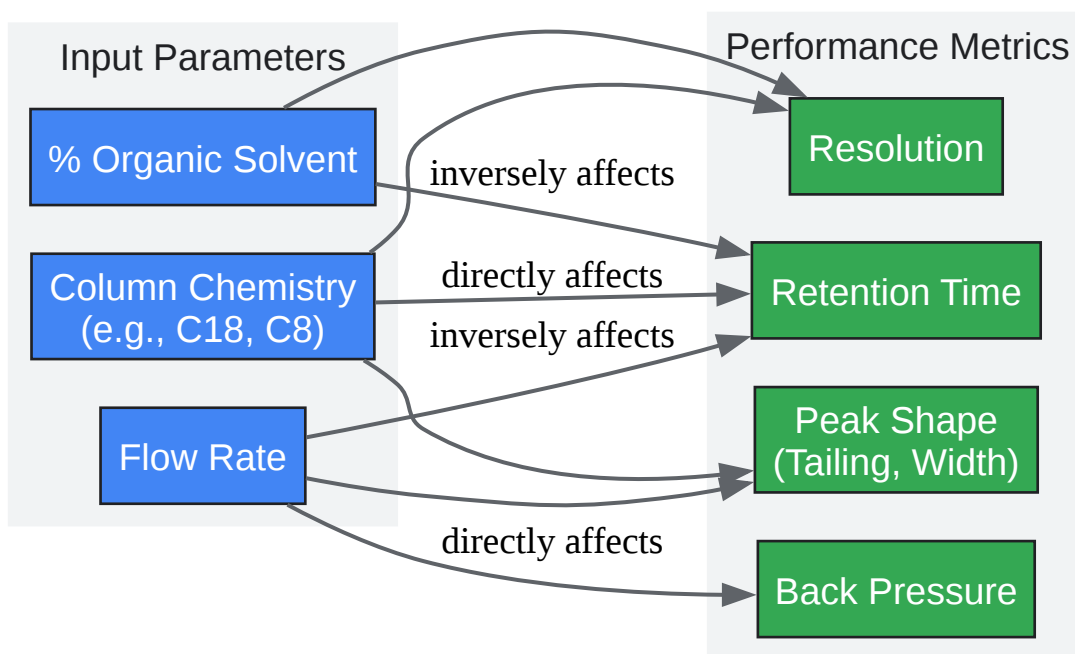 Input Parameters
% Organic Solvent
Column Chemistry
(e.g., C18, C8)
Flow Rate
inversely affects
directly affects
inversely affects
directly affects
Performance Metrics
Resolution
Retention Time
Peak Shape
(Tailing, Width)
Back Pressure